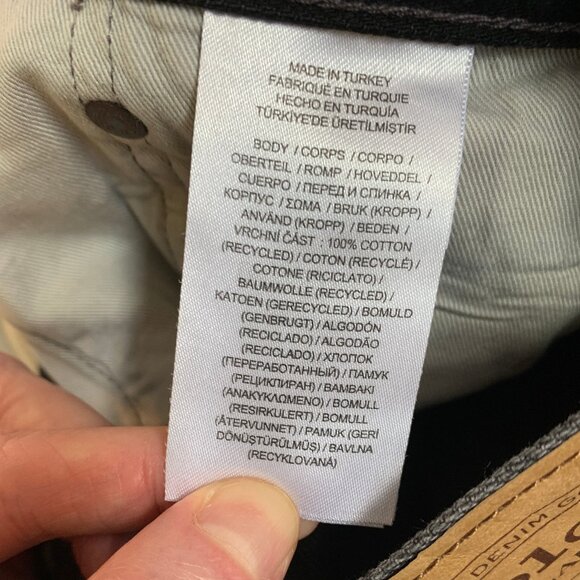 MADE IN TURKEY
FABRIQUÉ EN TURQUIE
HECHO EN TURQUÍA
TÜRKİYE'DE ÜRETİLMİŞTİR
BODY / CORPS / CORPO /
OBERTEIL / ROMP / HOVEDDEL /
CUERPO / ПЕРЕД И СПИНКА /
КОРПУС / ΣΩΜΑ / BRUK (KROPP) /
ANVÄND (KROPP) / BEDEN /
VRCHNÍ ČÁST : 100% COTTON
(RECYCLED) / COTON (RECYCLÉ) /
COTONE (RICICLATO) /
BAUMWOLLE (RECYCLED) /
KATOEN (GERECYCLED) / BOMULD
(GENBRUGT) / ALGODÓN
(RECICLADO) / ALGODÃO
(RECICLADO) / ХЛОПОК
(ПЕРЕРАБОТАННЫЙ) / ПАМУК
(РЕЦИКЛИРАН) / ΒΑΜΒΑΚΙ
(ΑΝΑΚΥΚΛΩΜΕΝΟ) / BOMULL
(RESIRKULERT) / BOMULL
(ÅTERVUNNET) / PAMUK (GERİ
DÖNÜŞTÜRÜLMÜŞ) / BAVLNA
(RECYKLOVANÁ)
DENIM